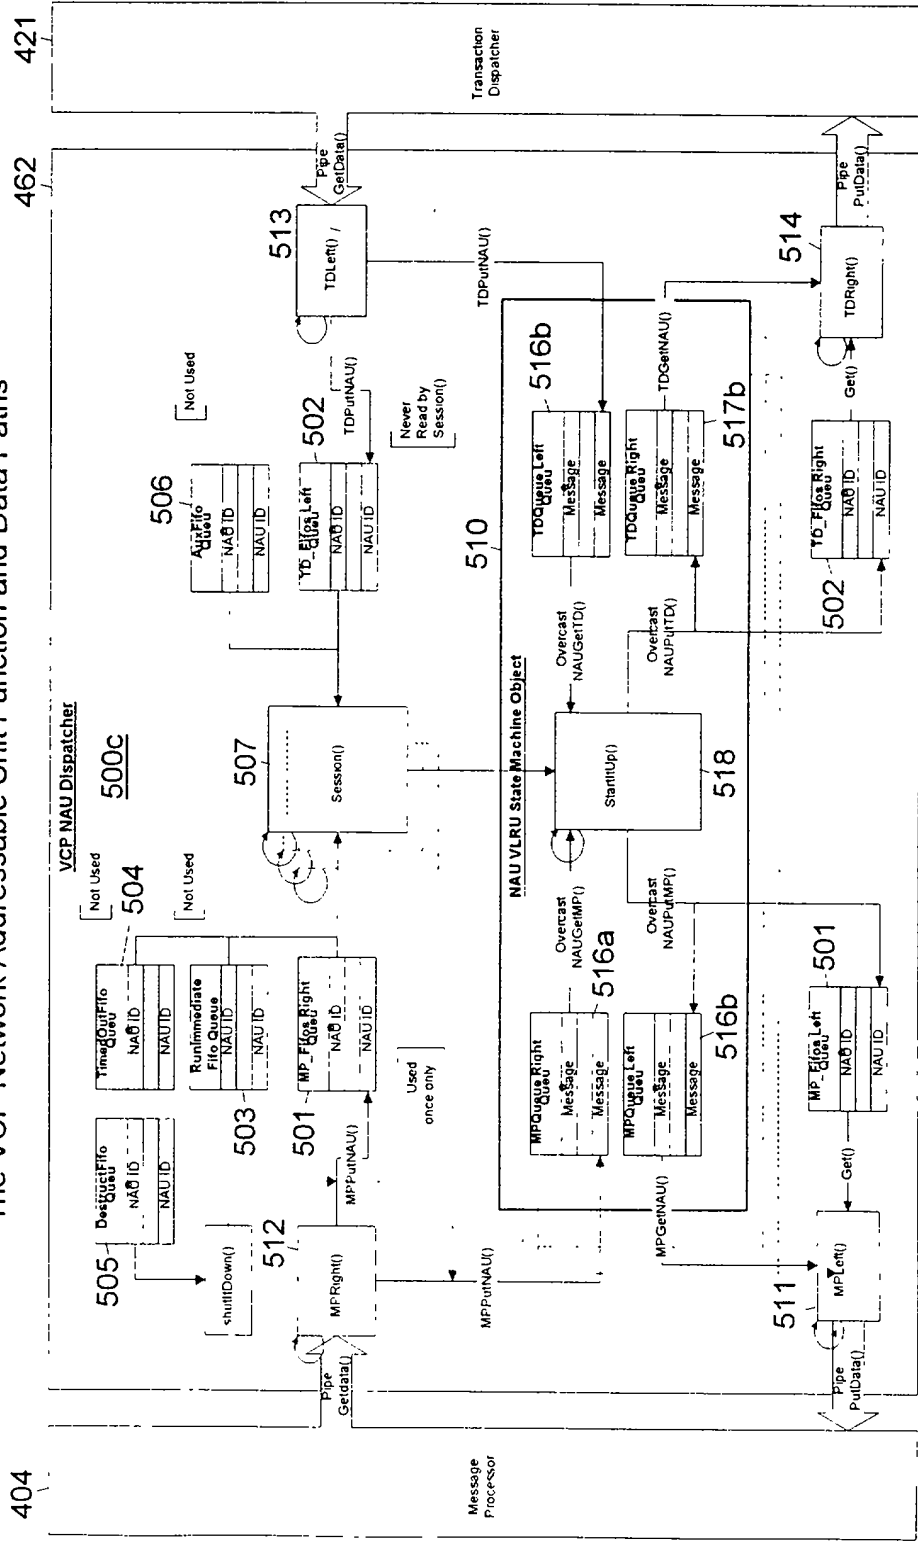 The VCP Network Addressable Unit Function and Data Paths
404
462
421
Message
Processor
Transaction
Dispatcher
VCP NAU Dispatcher
500c
505
DestructFifo
Queu
NAU ID
NAU ID
TimedOutFifo
Queu
NAU ID
NAU ID
504
Not Used
shutItDown()
RunImmediate
Fifo Queue
NAU ID
NAU ID
503
Not Used
506
AuxFifo
Queu
NAU ID
NAU ID
Not Used
Pipe
Getdata()
512
MPRight()
MPPutNAU()
501
MP_Fifos Right
Queu
NAU ID
NAU ID
Used
once only
507
Session()
502
TD_Fifos Left
Queu
NAU ID
NAU ID
Never
Read by
Session()
TDPutNAU()
513
TDLeft() /
Pipe
GetData()
MPPutNAU()
TDPutNAU()
510
NAU VLRU State Machine Object
MPQueue Right
Queu
Message
Message
516a
Overcast
NAUGetMP()
StartItUp()
518
Overcast
NAUGetTD()
TDQueue Left
Queu
Message
Message
516b
MPQueue Left
Queu
Message
Message
516b
Overcast
NAUPutMP()
Overcast
NAUPutTD()
TDQueue Right
Queu
Message
Message
517b
MPGetNAU()
TDGetNAU()
Pipe
PutData()
511
MPLeft()
Get()
MP_Fifos Left
Queu
NAU ID
NAU ID
501
502
TD_Fifos Right
Queu
NAU ID
NAU ID
Get()
TDRight()
514
Pipe
PutData()